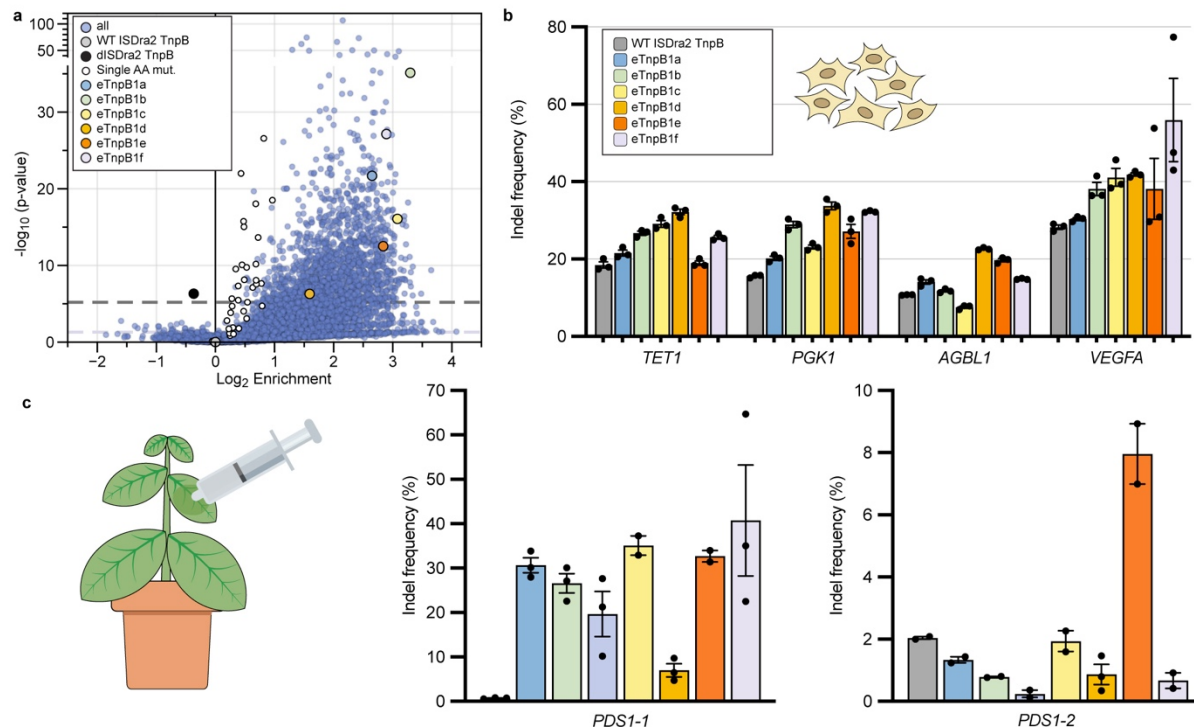 a
-log10 (p-value)
100
50
30
20
10
5
0
all
WT ISDra2 TnpB
dISDra2 TnpB
Single AA mut.
eTnpB1a
eTnpB1b
eTnpB1c
eTnpB1d
eTnpB1e
eTnpB1f
−2 −1 0 1 2 3 4
Log2 Enrichment
b
Indel frequency (%)
80
60
40
20
0
WT ISDra2 TnpB
eTnpB1a
eTnpB1b
eTnpB1c
eTnpB1d
eTnpB1e
eTnpB1f
TET1 PGK1 AGBL1 VEGFA
c
Indel frequency (%)
70
60
50
40
30
20
10
0
PDS1-1
Indel frequency (%)
10
8
6
4
2
0
PDS1-2